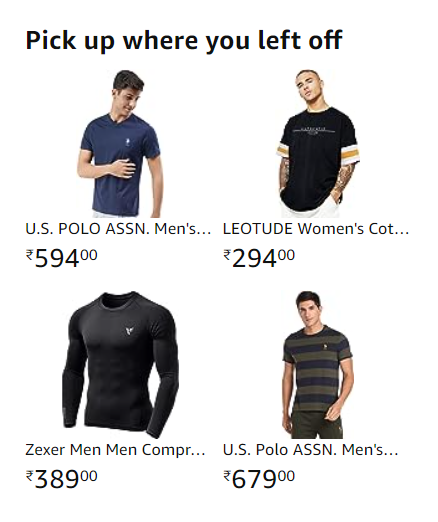 Pick up where you left off
U.S. POLO ASSN. Men's...
LEOTUDE Women's Cot...
₹59400
₹29400
Zexer Men Men Compr...
U.S. Polo ASSN. Men's...
₹38900
₹67900